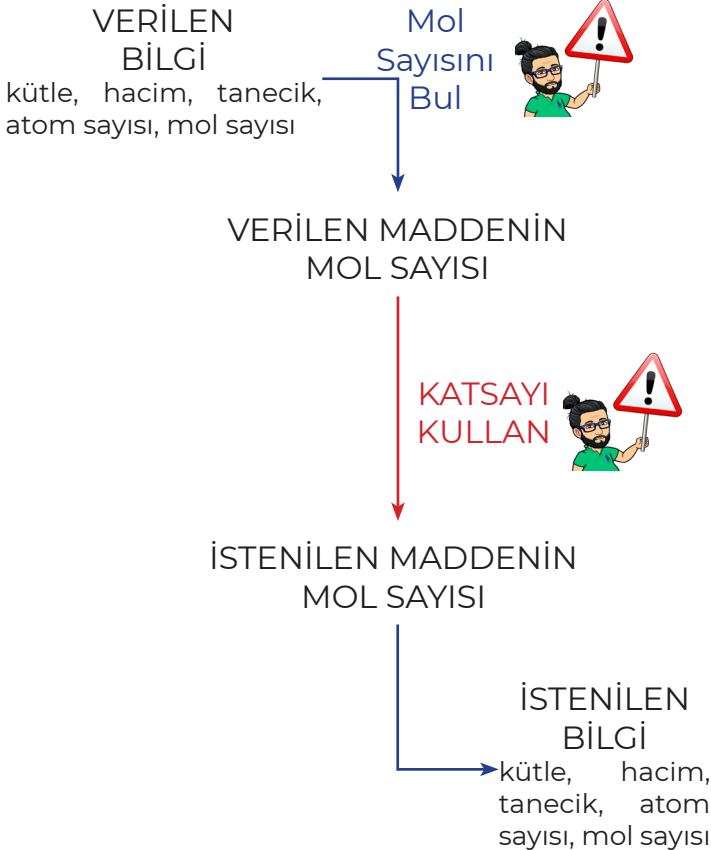 VERİLEN
BİLGİ
kütle, hacim, tanecik,
atom sayısı, mol sayısı
Mol
Sayısını
Bul
VERİLEN MADDENİN
MOL SAYISI
KATSAYI
KULLAN
İSTENİLEN MADDENİN
MOL SAYISI
İSTENİLEN
BİLGİ
kütle, hacim,
tanecik, atom
sayısı, mol sayısı